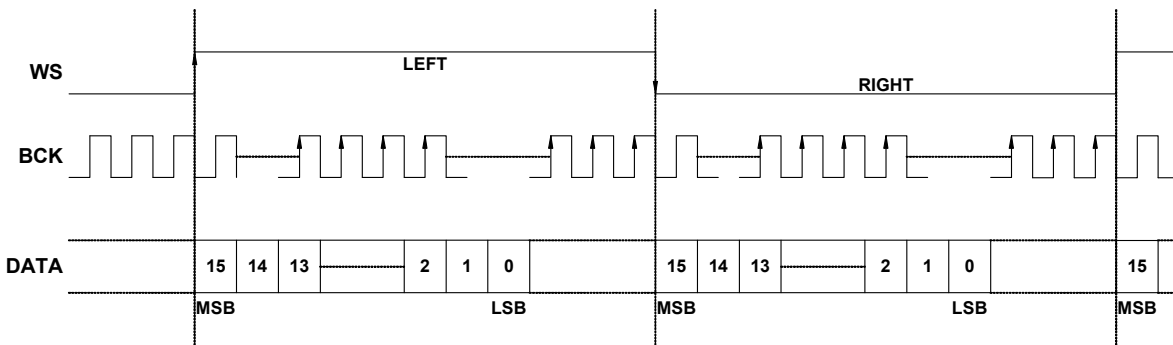 LEFT
WS
RIGHT
BCK
DATA 15 14 13 2 1 0 15 14 13 2 1 0 15
MSB LSB MSB LSB MSB